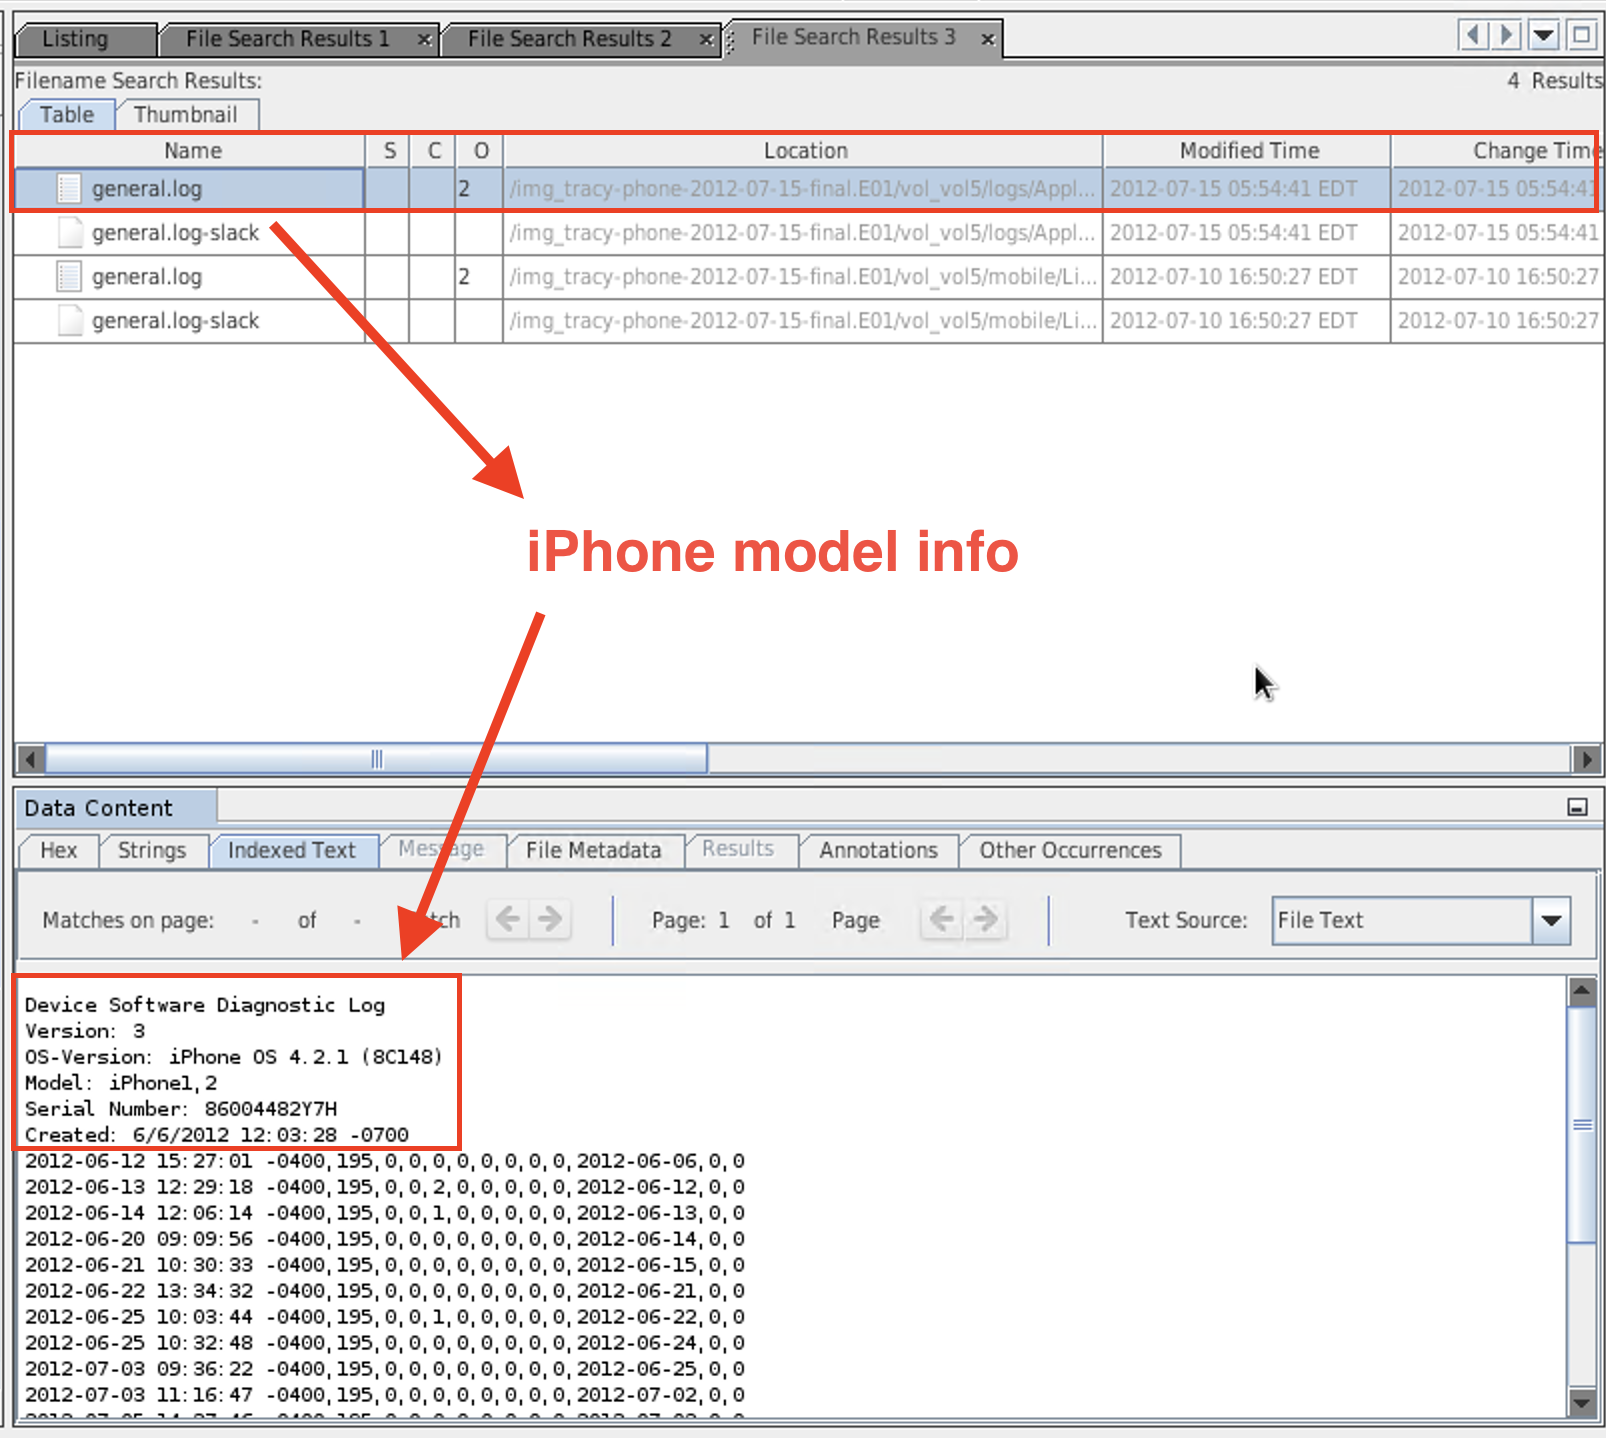 Listing File Search Results 1 × File Search Results 2 × File Search Results 3 ×
Filename Search Results: 4 Results
Table Thumbnail
Name S C O Location Modified Time Change Time
general.log 2 /img_tracy-phone-2012-07-15-final.E01/vol_vol5/logs/Appl... 2012-07-15 05:54:41 EDT 2012-07-15 05:54:41
general.log-slack /img_tracy-phone-2012-07-15-final.E01/vol_vol5/logs/Appl... 2012-07-15 05:54:41 EDT 2012-07-15 05:54:41
general.log 2 /img_tracy-phone-2012-07-15-final.E01/vol_vol5/mobile/Li... 2012-07-10 16:50:27 EDT 2012-07-10 16:50:27
general.log-slack /img_tracy-phone-2012-07-15-final.E01/vol_vol5/mobile/Li... 2012-07-10 16:50:27 EDT 2012-07-10 16:50:27
iPhone model info
Data Content
Hex Strings Indexed Text Message File Metadata Results Annotations Other Occurrences
Matches on page: - of - Page: 1 of 1 Page Text Source: File Text
Device Software Diagnostic Log
Version: 3
OS-Version: iPhone OS 4.2.1 (8C148)
Model: iPhone1,2
Serial Number: 86004482Y7H
Created: 6/6/2012 12:03:28 -0700
2012-06-12 15:27:01 -0400,195,0,0,0,0,0,0,0,0,2012-06-06,0,0
2012-06-13 12:29:18 -0400,195,0,0,2,0,0,0,0,0,2012-06-12,0,0
2012-06-14 12:06:14 -0400,195,0,0,1,0,0,0,0,0,2012-06-13,0,0
2012-06-20 09:09:56 -0400,195,0,0,0,0,0,0,0,0,2012-06-14,0,0
2012-06-21 10:30:33 -0400,195,0,0,0,0,0,0,0,0,2012-06-15,0,0
2012-06-22 13:34:32 -0400,195,0,0,0,0,0,0,0,0,2012-06-21,0,0
2012-06-25 10:03:44 -0400,195,0,0,1,0,0,0,0,0,2012-06-22,0,0
2012-06-25 10:32:48 -0400,195,0,0,0,0,0,0,0,0,2012-06-24,0,0
2012-07-03 09:36:22 -0400,195,0,0,0,0,0,0,0,0,2012-06-25,0,0
2012-07-03 11:16:47 -0400,195,0,0,0,0,0,0,0,0,2012-07-02,0,0